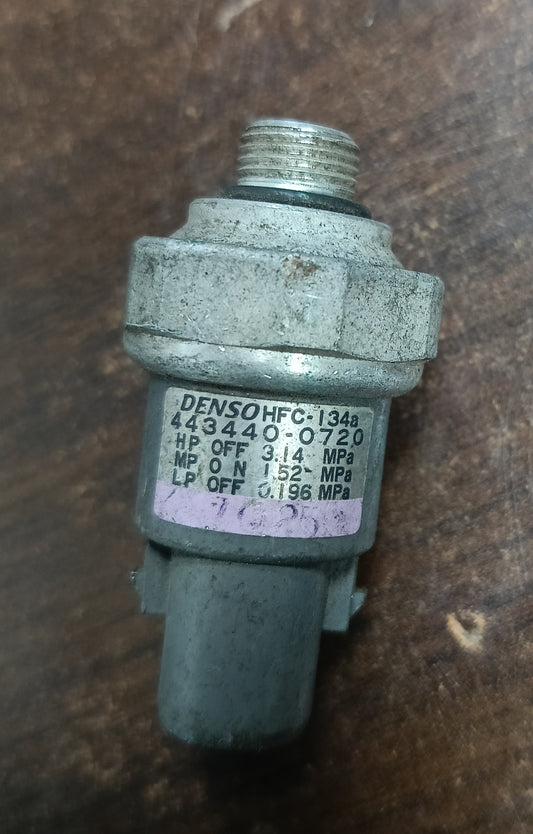 DENSO HFC-134a
443440-0720
HP OFF 3.14 MPa
MP ON 1.52 MPa
LP OFF 0.196 MPa